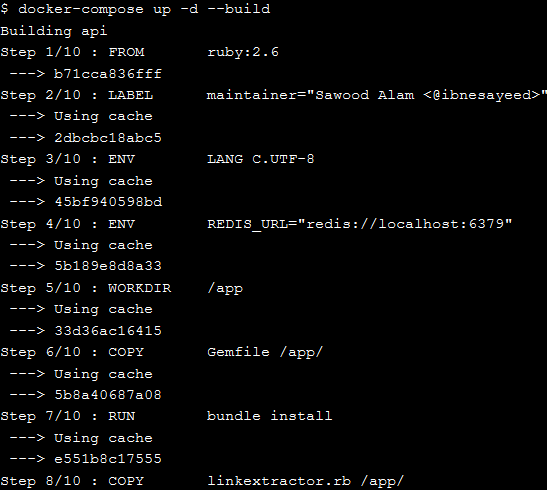 $ docker-compose up -d --build
Building api
Step 1/10 : FROM       ruby:2.6
 ---> b71cca836fff
Step 2/10 : LABEL      maintainer="Sawood Alam <@ibnesayeed>"
 ---> Using cache
 ---> 2dbcbc18abc5
Step 3/10 : ENV        LANG C.UTF-8
 ---> Using cache
 ---> 45bf940598bd
Step 4/10 : ENV        REDIS_URL="redis://localhost:6379"
 ---> Using cache
 ---> 5b189e8d8a33
Step 5/10 : WORKDIR    /app
 ---> Using cache
 ---> 33d36ac16415
Step 6/10 : COPY       Gemfile /app/
 ---> Using cache
 ---> 5b8a40687a08
Step 7/10 : RUN        bundle install
 ---> Using cache
 ---> e551b8c17555
Step 8/10 : COPY       linkextractor.rb /app/